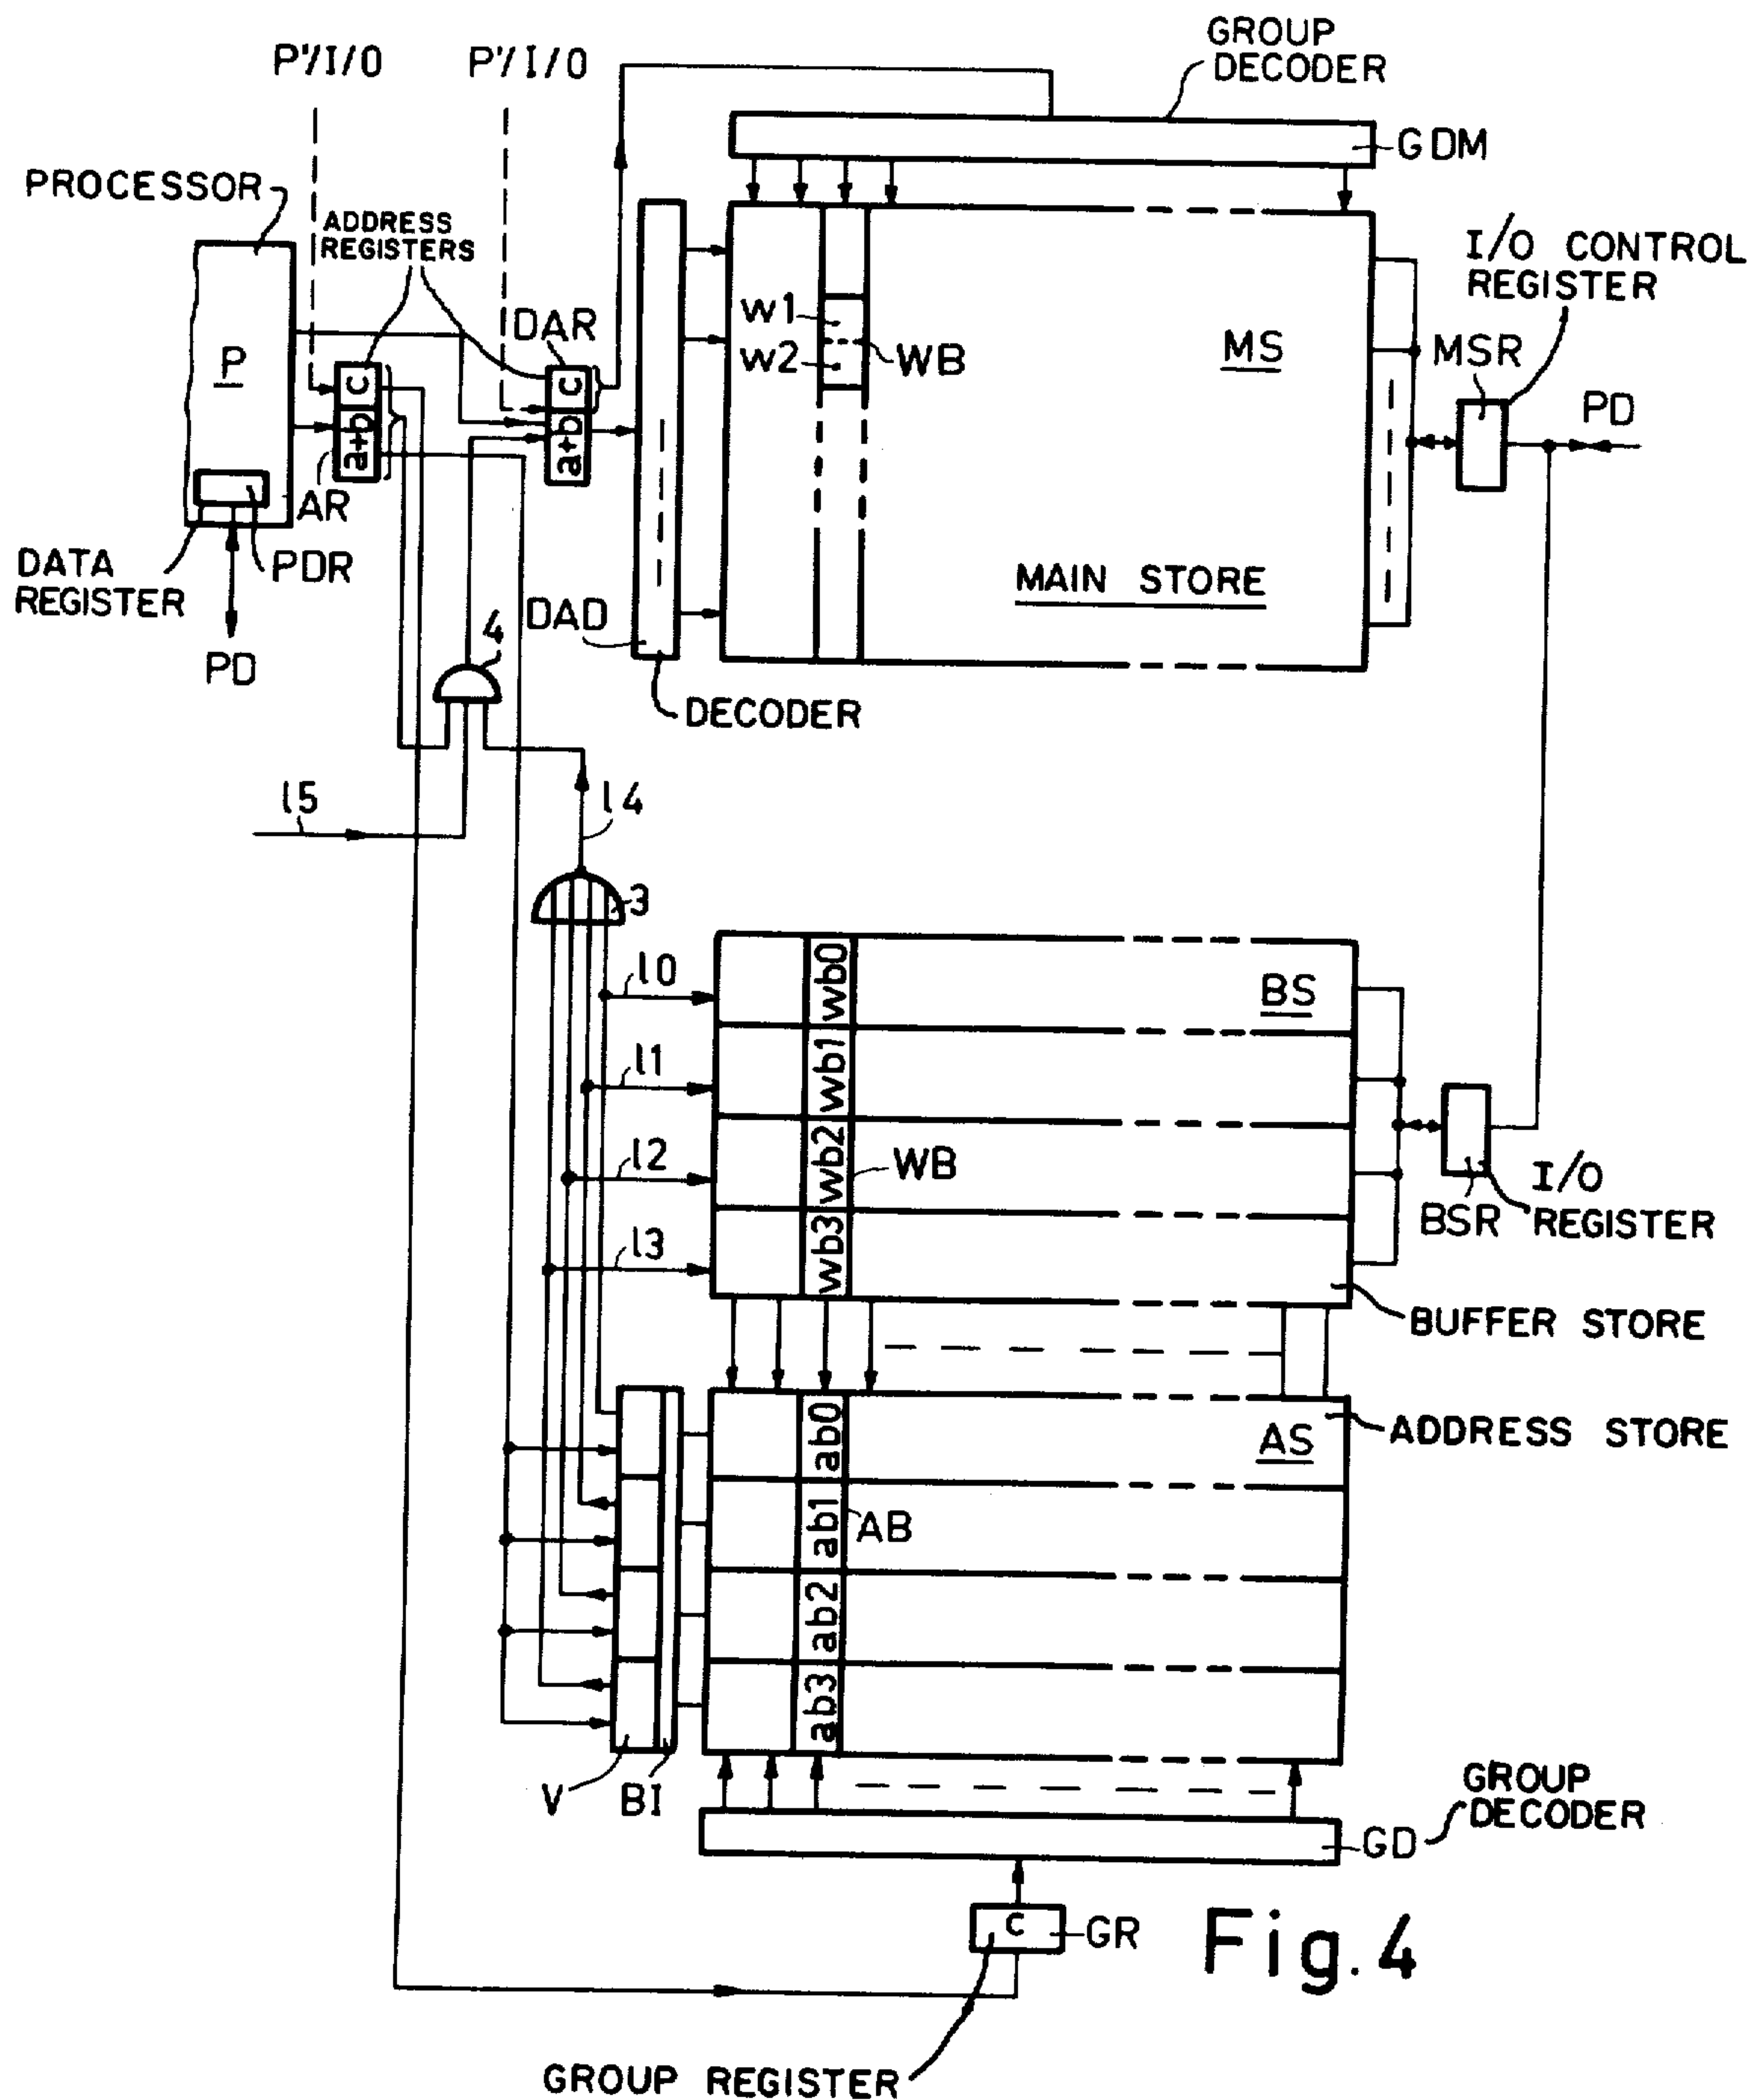 GROUP
DECODER
P'/I/O
P'/I/O
GDM
PROCESSOR
ADDRESS
REGISTERS
I/O CONTROL
REGISTER
DAR
w1
w2
WB
MS
MSR
PD
P
c
a+b
c
a+b
AR
DATA
REGISTER
PDR
PD
DAD
MAIN STORE
4
DECODER
l5
l4
3
l0
l1
l2
l3
wb0
wb1
wb2
wb3
BS
WB
BSR
I/O
REGISTER
BUFFER STORE
ab0
ab1
ab2
ab3
AS
ADDRESS STORE
AB
V
BI
GROUP
DECODER
GD
c
GR
Fig. 4
GROUP REGISTER